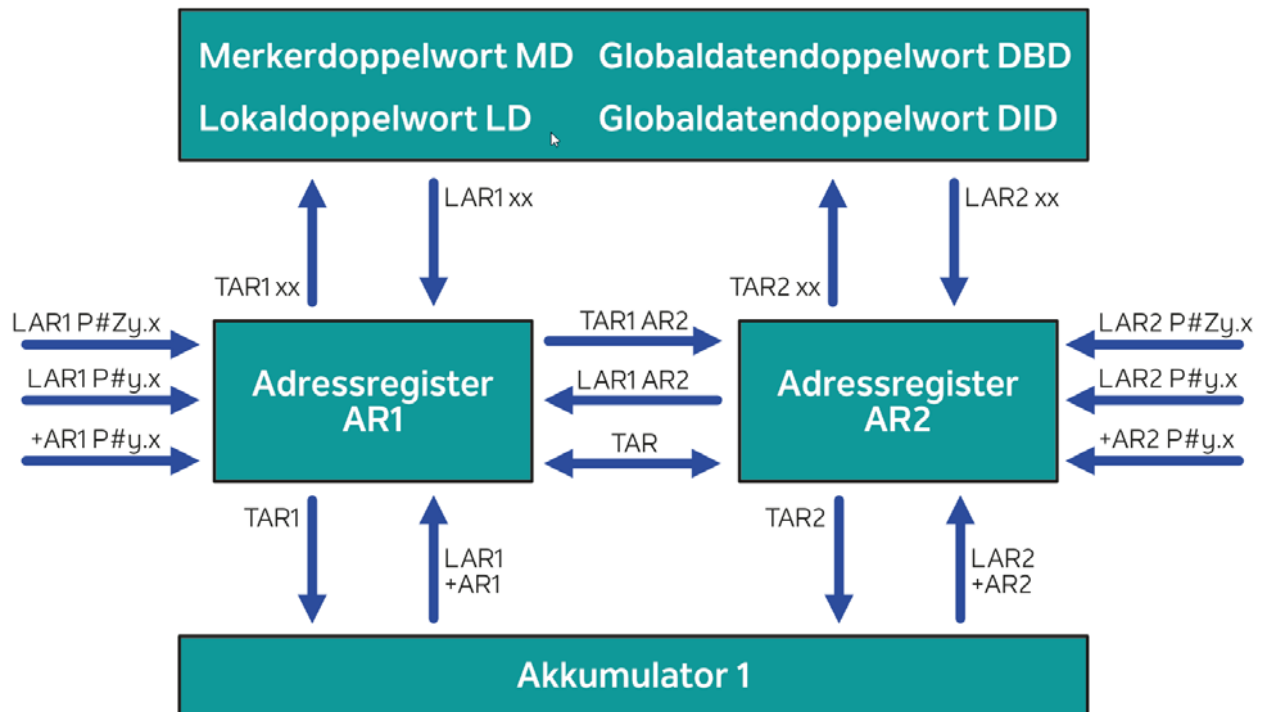 Merkerdoppelwort MD Globaldatendoppelwort DBD
Lokaldoppelwort LD Globaldatendoppelwort DID
LAR1 xx
LAR2 xx
TAR1 xx
TAR2 xx
LAR1 P#Zy.x
TAR1 AR2
LAR2 P#Zy.x
LAR1 P#y.x
Adressregister
AR1
LAR1 AR2
Adressregister
AR2
LAR2 P#y.x
+AR1 P#y.x
TAR
+AR2 P#y.x
TAR1
LAR1
+AR1
TAR2
LAR2
+AR2
Akkumulator 1